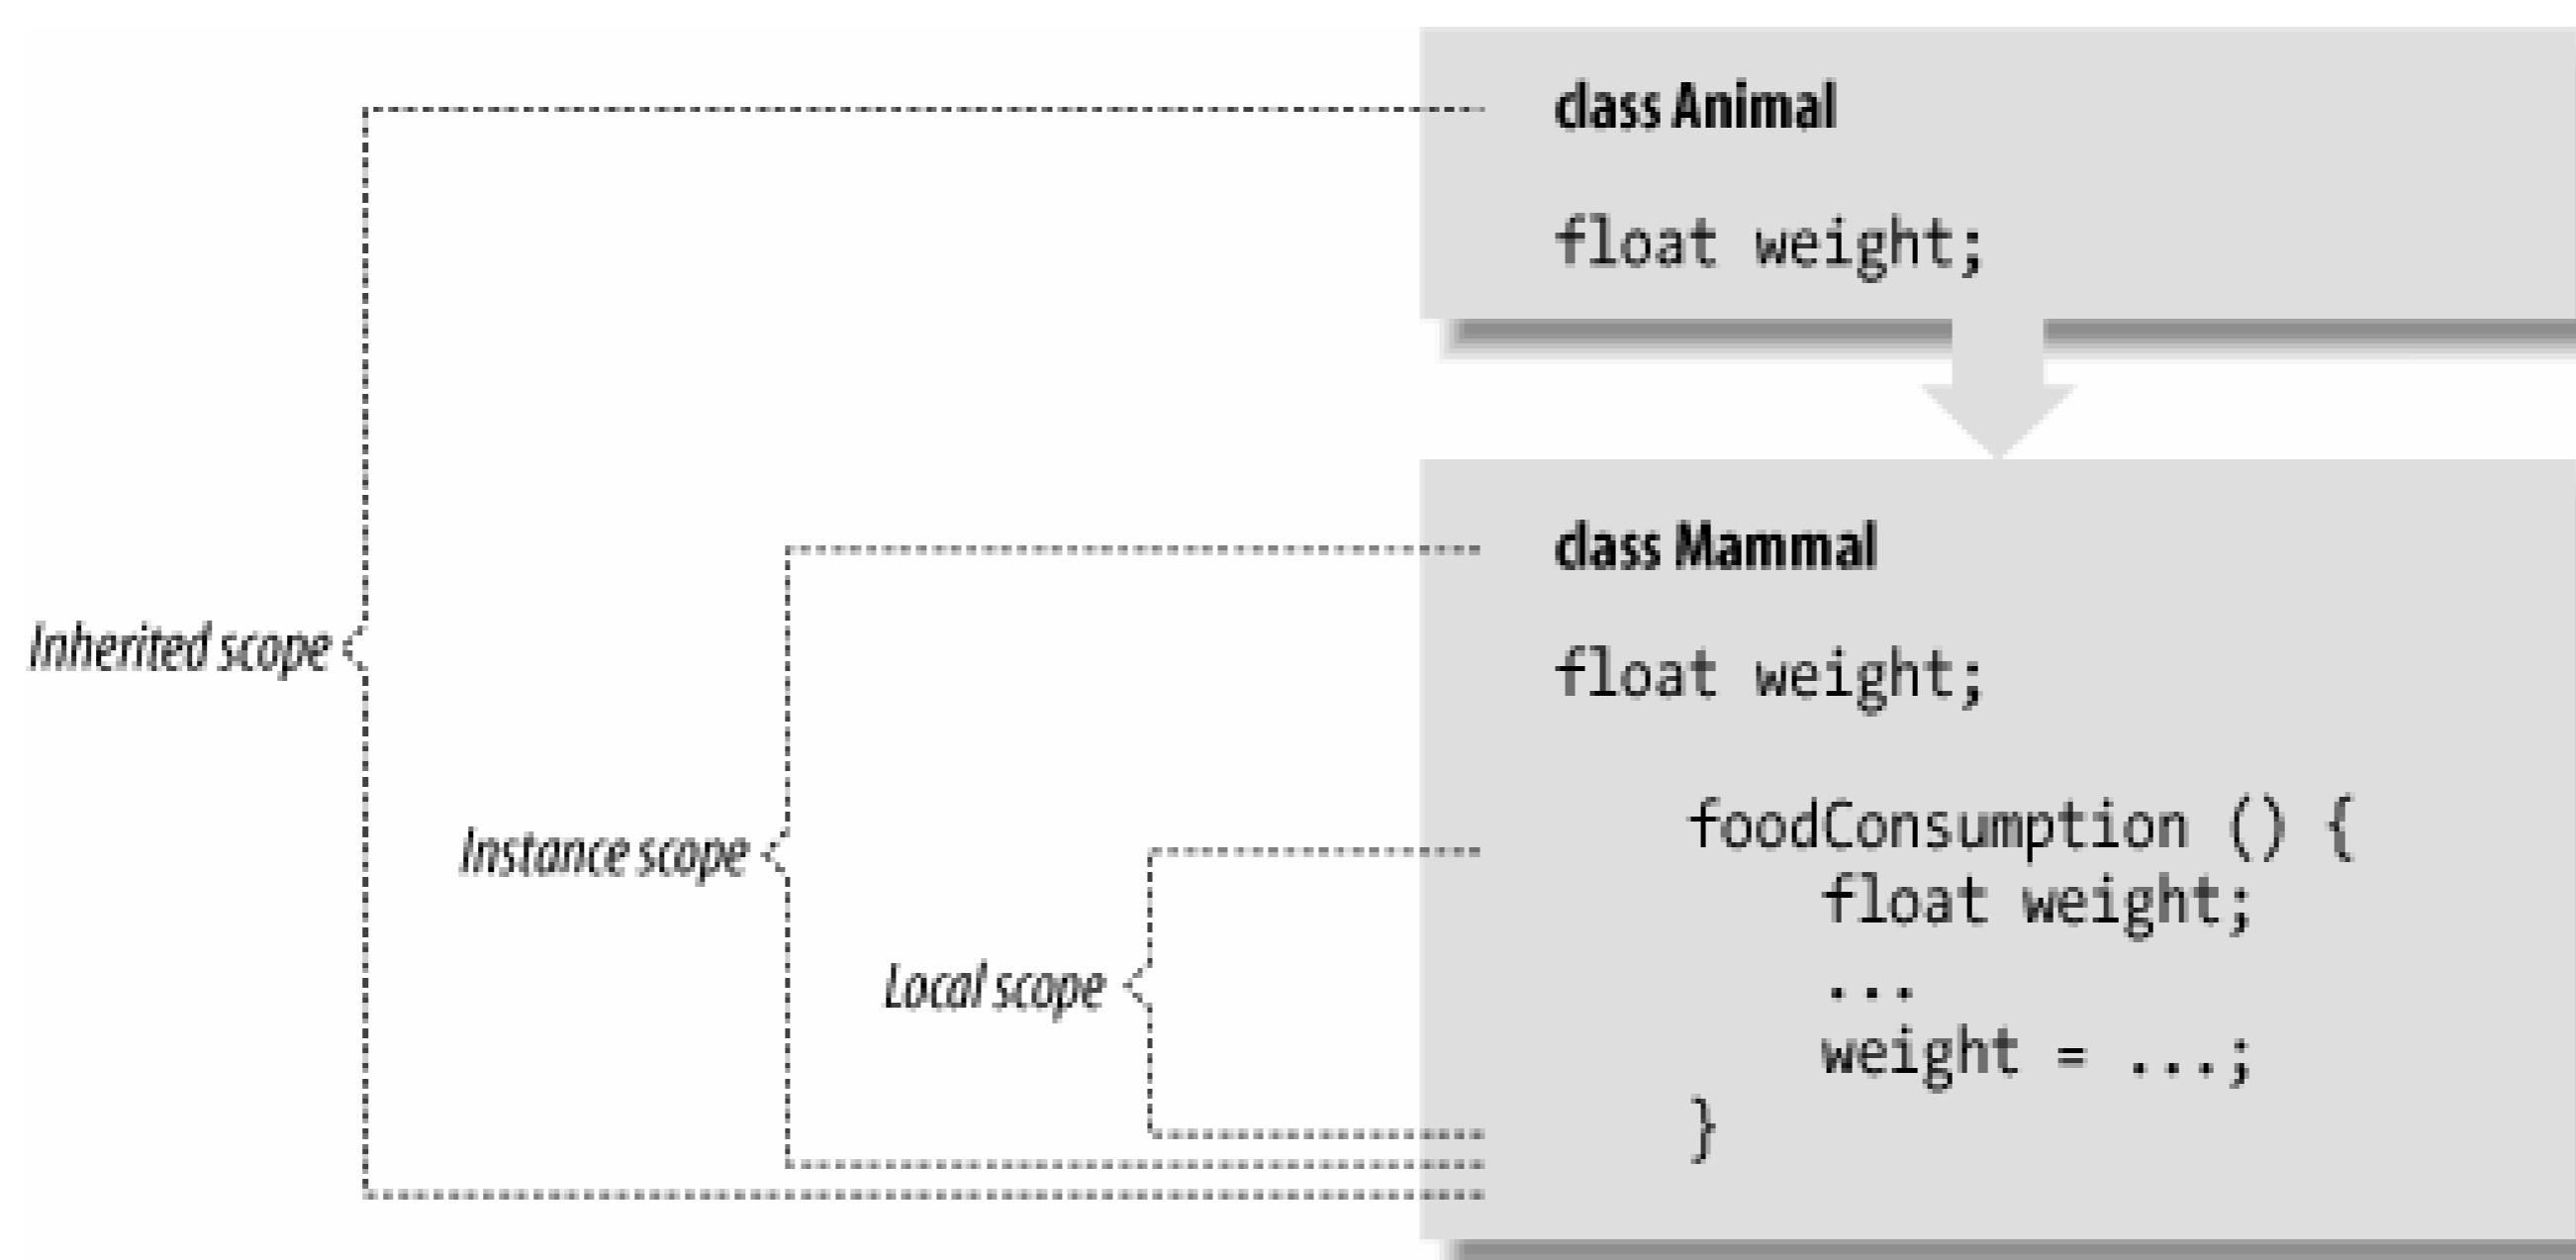 class Animal
float weight;
class Mammal
Inherited scope
float weight;
foodConsumption () {
Instance scope
float weight;
Local scope
...
weight = ...;
}